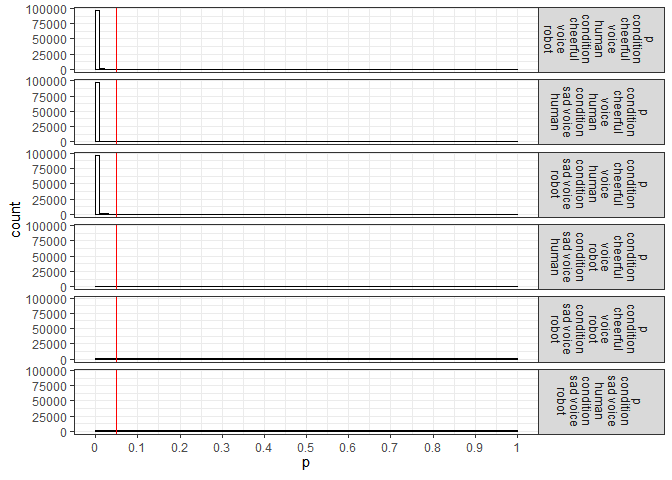 100000
75000
50000
25000
0
p
condition
cheerful
voice
human
condition
cheerful
voice
robot
100000
75000
50000
25000
0
p
condition
cheerful
voice
human
condition
sad voice
human
100000
75000
50000
25000
0
p
condition
cheerful
voice
human
condition
sad voice
robot
100000
75000
50000
25000
0
p
condition
cheerful
voice
robot
condition
sad voice
human
100000
75000
50000
25000
0
p
condition
cheerful
voice
robot
condition
sad voice
robot
100000
75000
50000
25000
0
p
condition
sad voice
human
condition
sad voice
robot
count
0 0.1 0.2 0.3 0.4 0.5 0.6 0.7 0.8 0.9 1
p